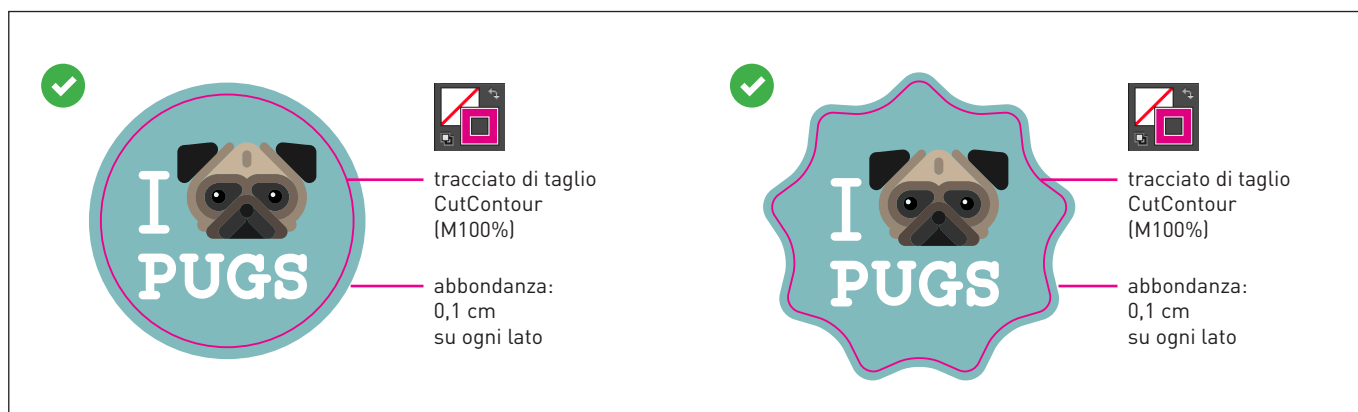 I
PUGS
tracciato di taglio
CutContour
(M100%)
abbondanza:
0,1 cm
su ogni lato
I
PUGS
tracciato di taglio
CutContour
(M100%)
abbondanza:
0,1 cm
su ogni lato